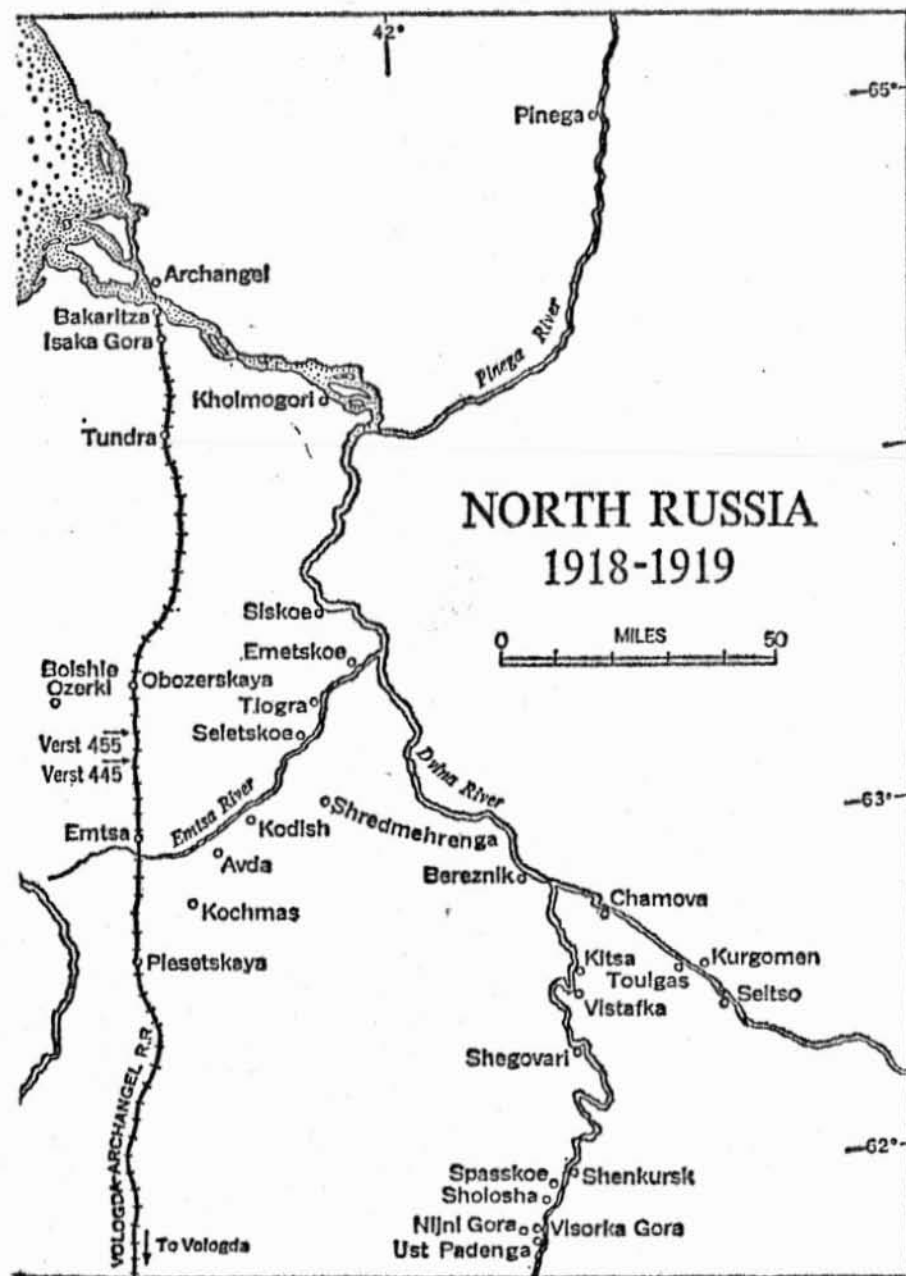 42°
65°
Pinega
Archangel
Bakaritza
Isaka Gora
Pinega River
Kholmogori
Tundra
NORTH RUSSIA
1918-1919
0 MILES 50
Siskoe
Emetskoe
Bolshie
Ozerki
Obozerskaya
Tiogra
Seletskoe
Verst 455
Verst 445
Dvina River
63°
Emtsa River
Shredmehrenga
Kodish
Emtsa
Avda
Bereznik
Chamova
Kochmas
Plesetskaya
Kitsa
Kurgomen
Toulgas
Seltso
Vistafka
Shegovari
VOLOGDA-ARCHANGEL R.R.
62°
Spasskoe
Shenkursk
Sholosha
Nijni Gora
Visorka Gora
Ust Padenga
To Vologda